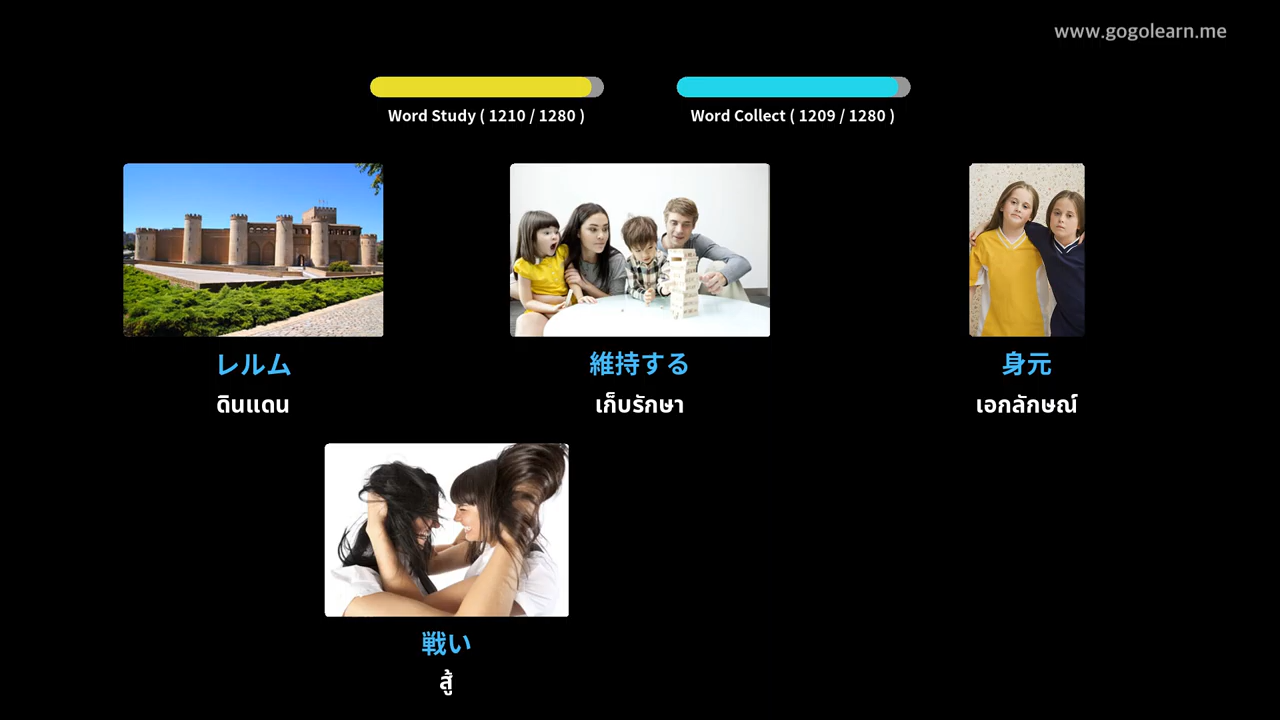 www.gogolearn.me
Word Study ( 1210 / 1280 )
Word Collect ( 1209 / 1280 )
レルム
ดินแดน
維持する
เก็บรักษา
身元
เอกลักษณ์
戦い
สู้